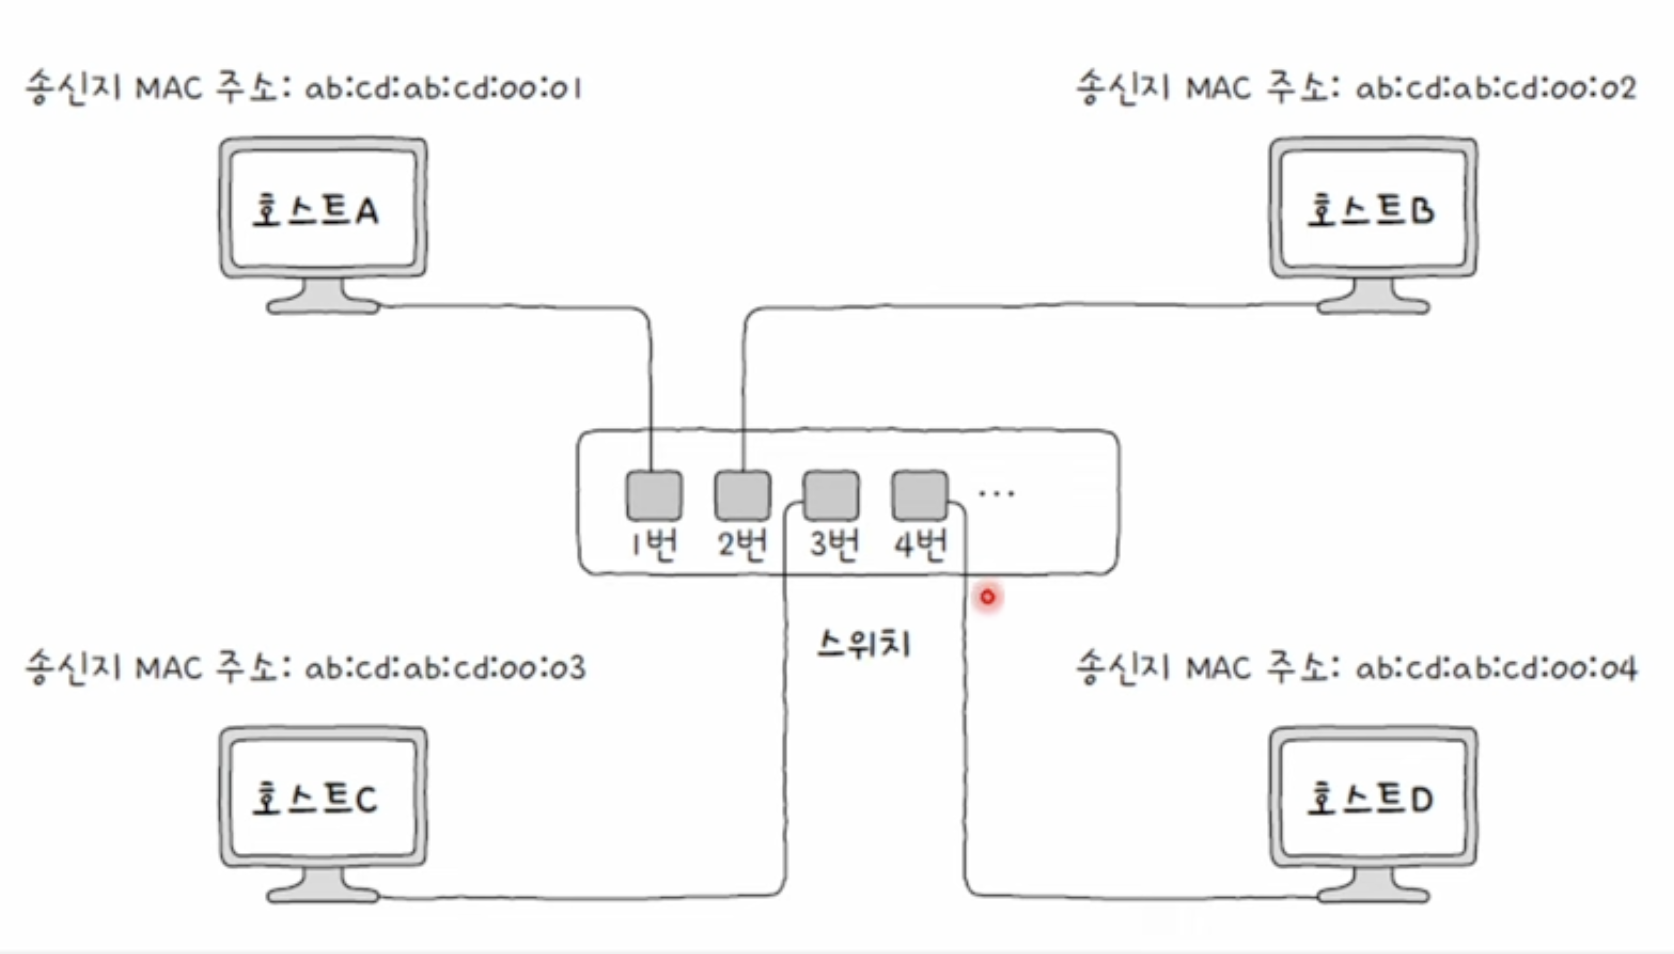 송신지 MAC 주소: ab:cd:ab:cd:00:01
송신지 MAC 주소: ab:cd:ab:cd:00:02
호스트A
호스트B
1번 2번 3번 4번 ...
스위치
송신지 MAC 주소: ab:cd:ab:cd:00:03
송신지 MAC 주소: ab:cd:ab:cd:00:04
호스트C
호스트D